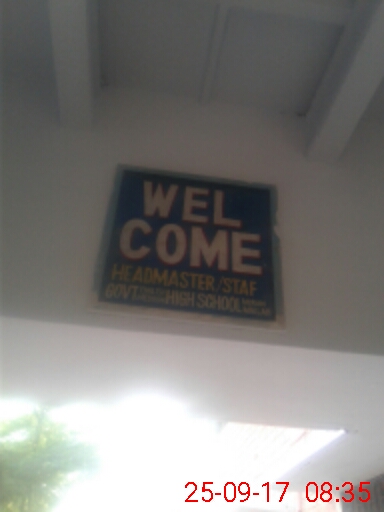 WEL
COME
HEADMASTER/STAF
GOVT HIGH SCHOOL
25-09-17 08:35